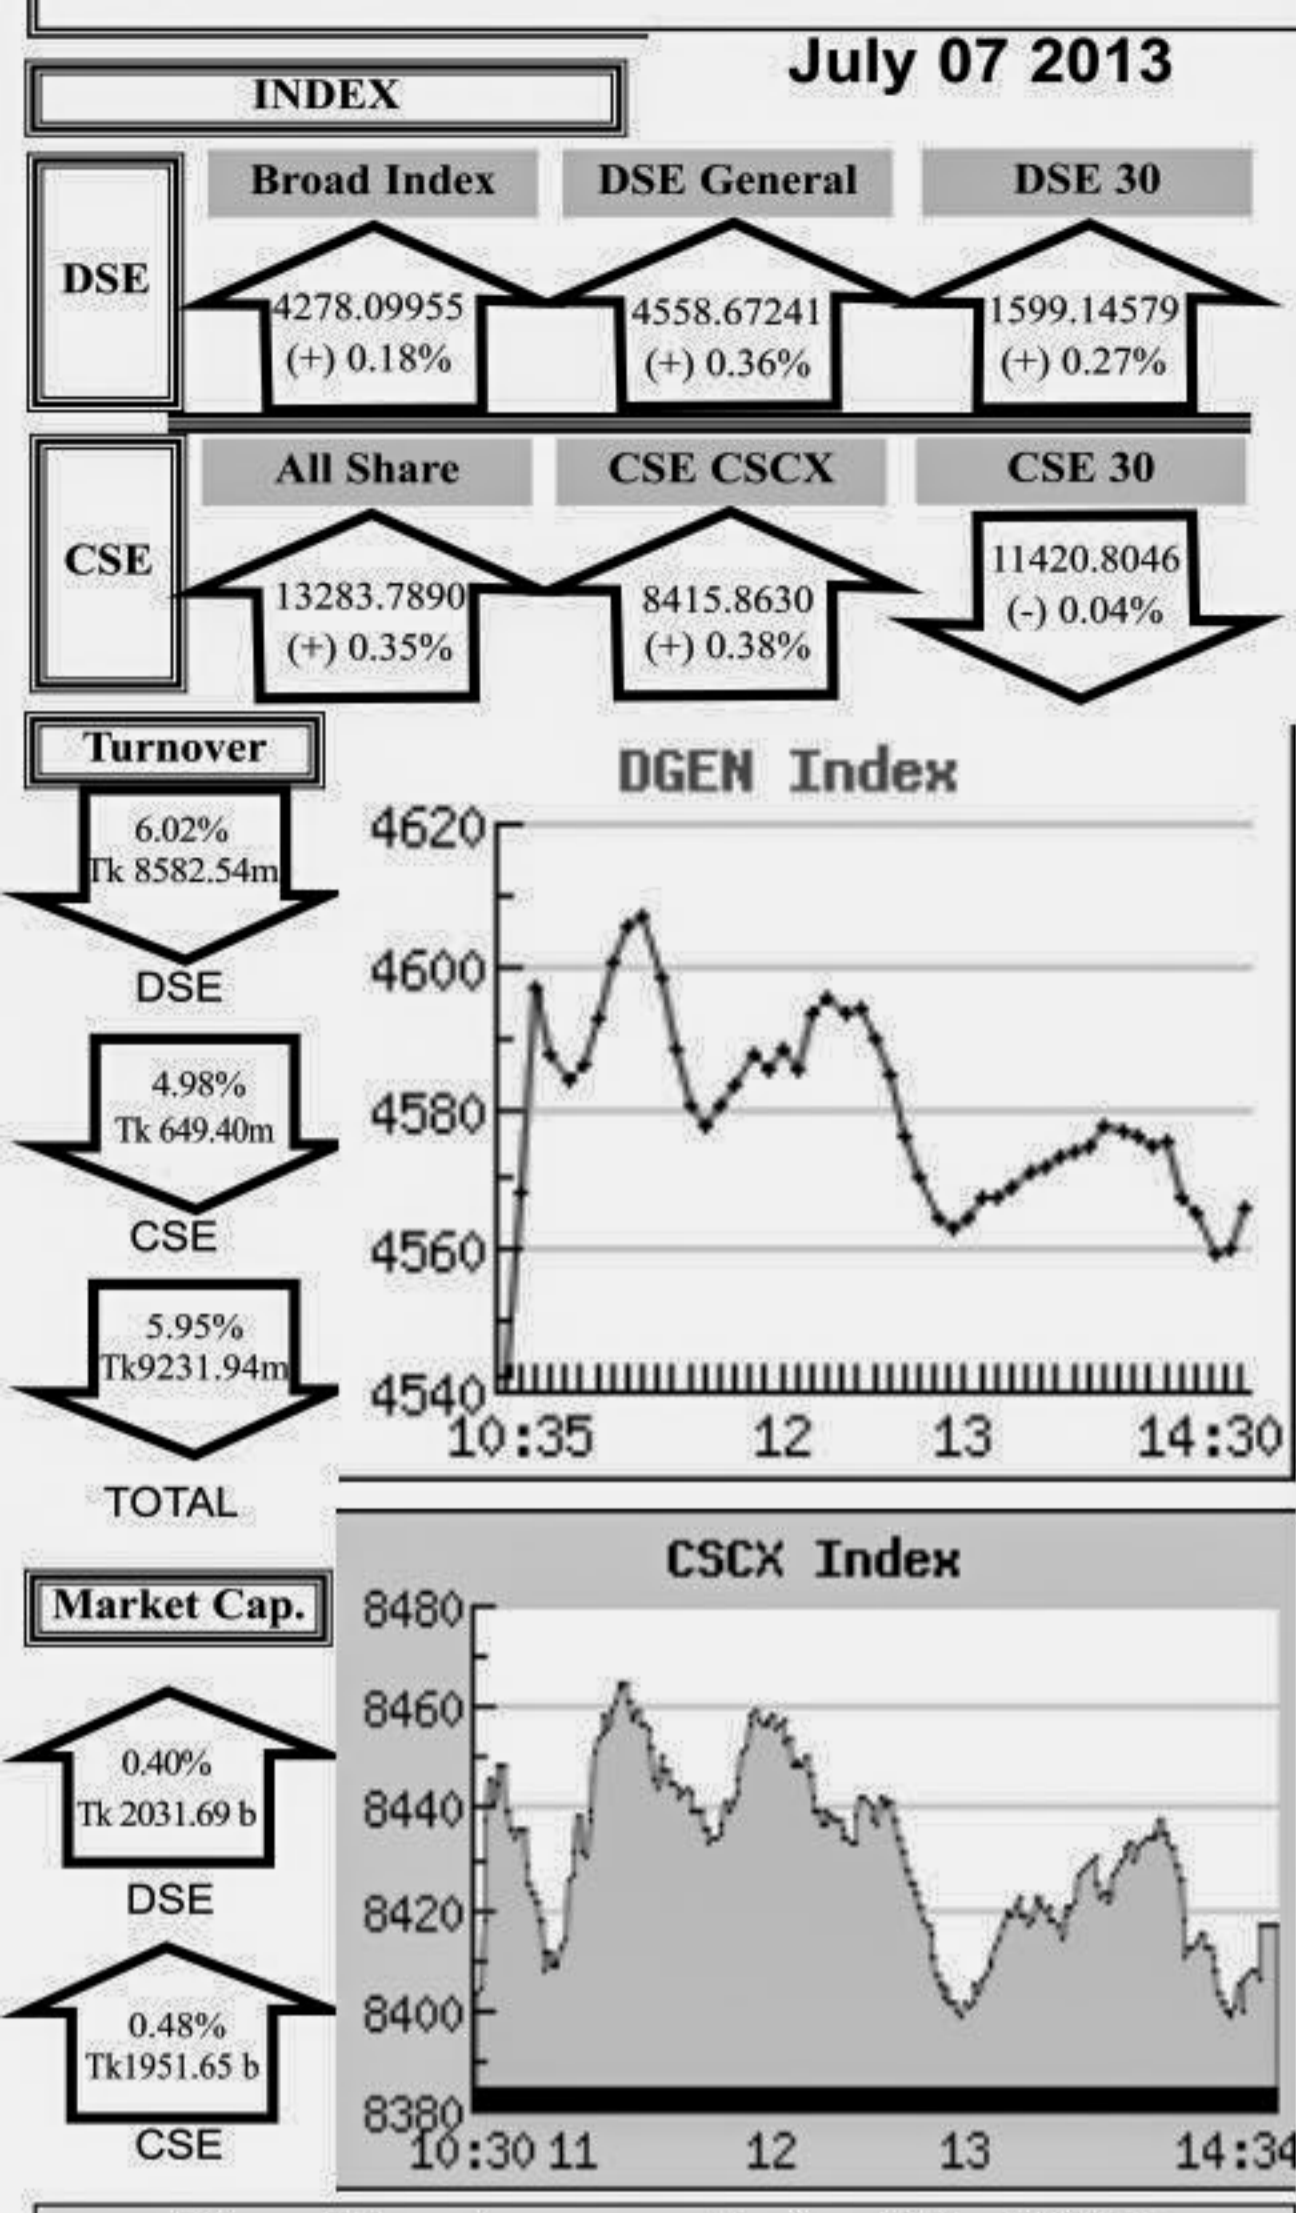 July 07 2013
INDEX
DSE
Broad Index
4278.09955
(+) 0.18%
DSE General
4558.67241
(+) 0.36%
DSE 30
1599.14579
(+) 0.27%
CSE
All Share
13283.7890
(+) 0.35%
CSE CSCX
8415.8630
(+) 0.38%
CSE 30
11420.8046
(-) 0.04%
Turnover
6.02%
Tk 8582.54m
DSE
4.98%
Tk 649.40m
CSE
5.95%
Tk9231.94m
TOTAL
Market Cap.
0.40%
Tk 2031.69 b
DSE
0.48%
Tk1951.65 b
CSE
DGEN Index
4620
4600
4580
4560
4540
10:35 12 13 14:30
CSCX Index
8480
8460
8440
8420
8400
8380
10:30 11 12 13 14:34